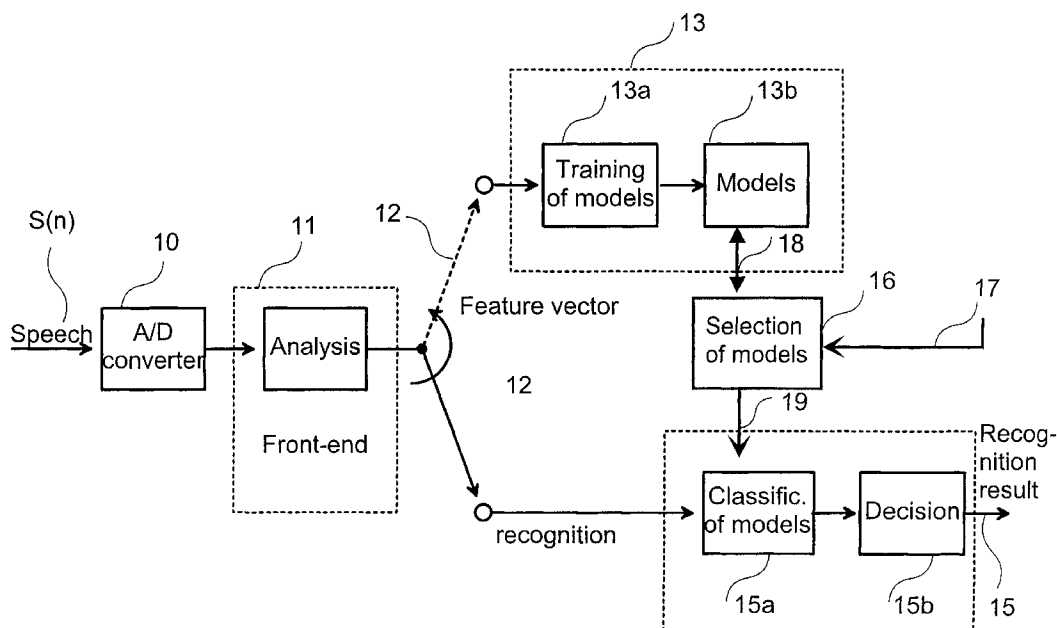 13
13a
13b
Training
of models
Models
S(n)
10
11
12
18
Feature vector
16
17
Speech
A/D
converter
Analysis
Selection
of models
12
19
Front-end
Recog-
nition
result
Classific.
of models
Decision
recognition
15a
15b
15